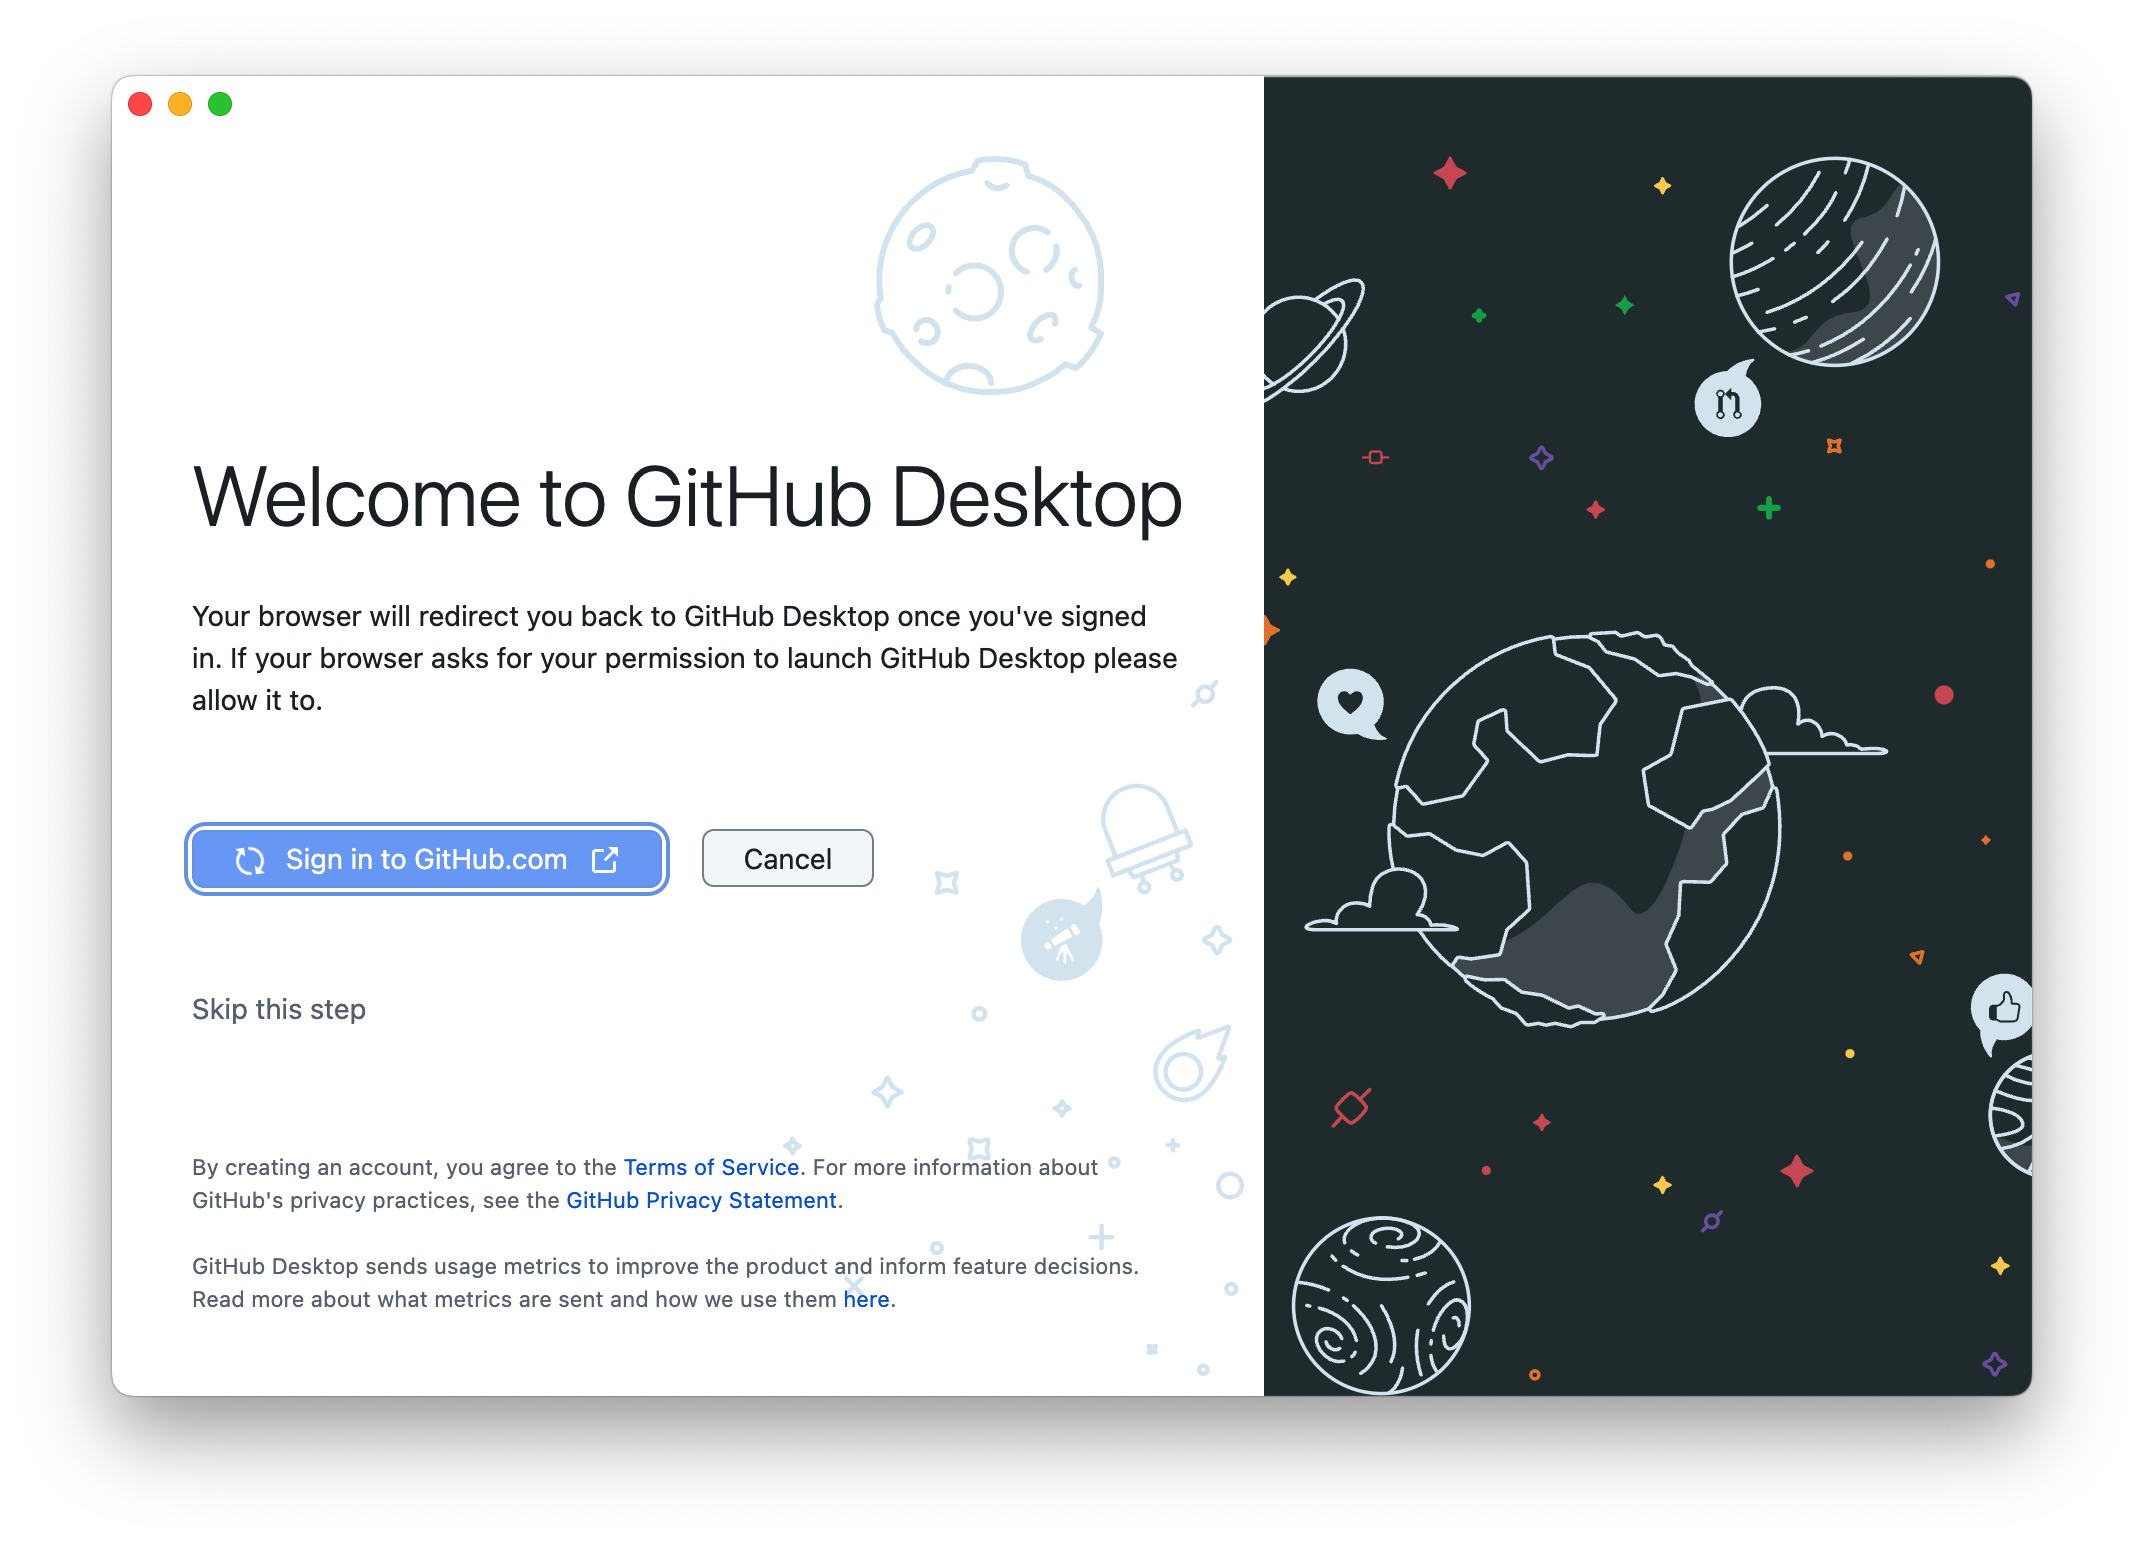 Welcome to GitHub Desktop
Your browser will redirect you back to GitHub Desktop once you've signed
in. If your browser asks for your permission to launch GitHub Desktop please
allow it to.
Sign in to GitHub.com
Cancel
Skip this step
By creating an account, you agree to the Terms of Service. For more information about
GitHub's privacy practices, see the GitHub Privacy Statement.
GitHub Desktop sends usage metrics to improve the product and inform feature decisions.
Read more about what metrics are sent and how we use them here.